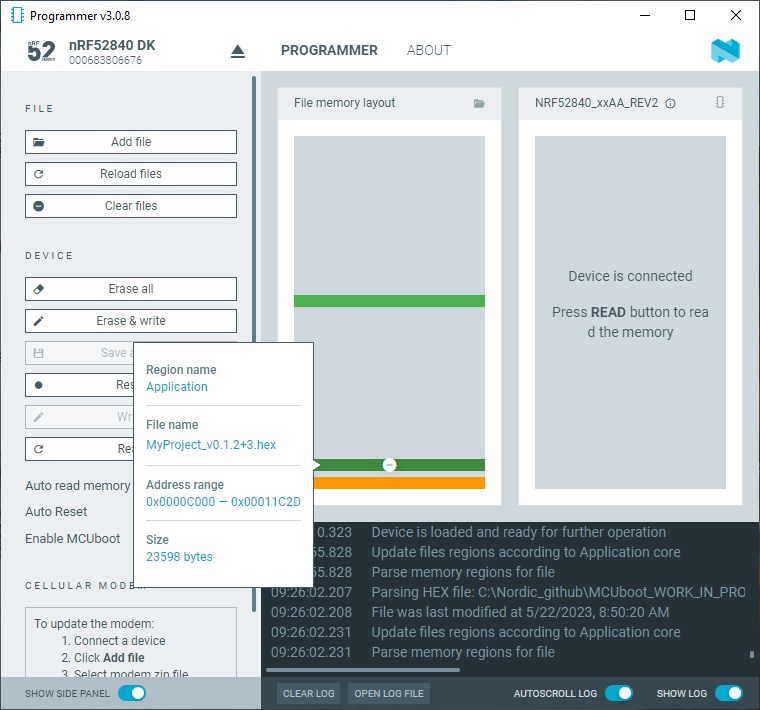 Programmer v3.0.8
nRF
52
SERIES
nRF52840 DK
000683806676
PROGRAMMER
ABOUT
FILE
Add file
Reload files
Clear files
DEVICE
Erase all
Erase & write
Save a
Res
Wr
Rea
Auto read memory
Auto Reset
Enable MCUboot
CELLULAR MODEM
To update the modem:
1. Connect a device
2. Click Add file
3. Select modem zip file
SHOW SIDE PANEL
File memory layout
NRF52840_xxAA_REV2
Device is connected
Press READ button to rea
d the memory
Region name
Application
File name
MyProject_v0.1.2+3.hex
Address range
0x0000C000 — 0x00011C2D
Size
23598 bytes
0.323 Device is loaded and ready for further operation
55.828 Update files regions according to Application core
55.828 Parse memory regions for file
09:26:02.207 Parsing HEX file: C:\Nordic_github\MCUboot_WORK_IN_PRO
09:26:02.208 File was last modified at 5/22/2023, 8:50:20 AM
09:26:02.231 Update files regions according to Application core
09:26:02.231 Parse memory regions for file
CLEAR LOG
OPEN LOG FILE
AUTOSCROLL LOG
SHOW LOG